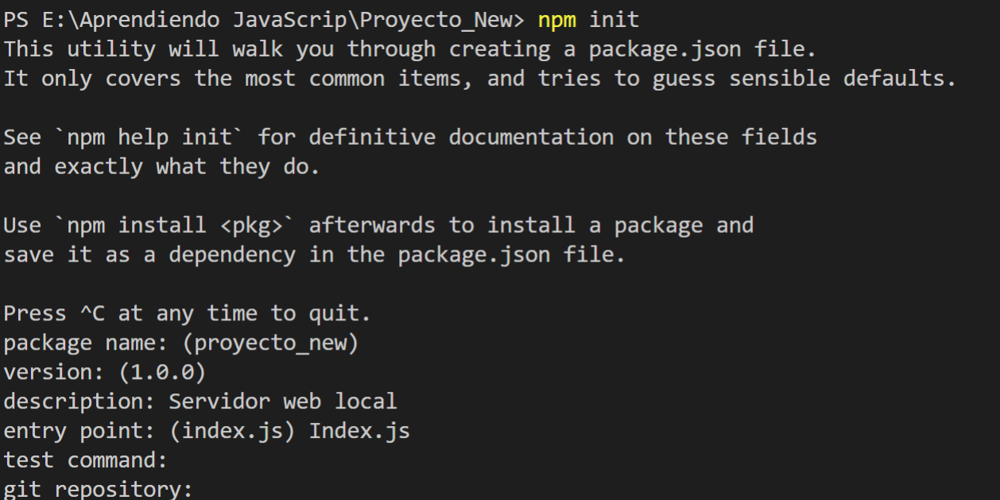 PS E:\Aprendiendo JavaScrip\Proyecto_New> npm init
This utility will walk you through creating a package.json file.
It only covers the most common items, and tries to guess sensible defaults.
See `npm help init` for definitive documentation on these fields
and exactly what they do.
Use `npm install <pkg>` afterwards to install a package and
save it as a dependency in the package.json file.
Press ^C at any time to quit.
package name: (proyecto_new)
version: (1.0.0)
description: Servidor web local
entry point: (index.js) Index.js
test command:
git repository: